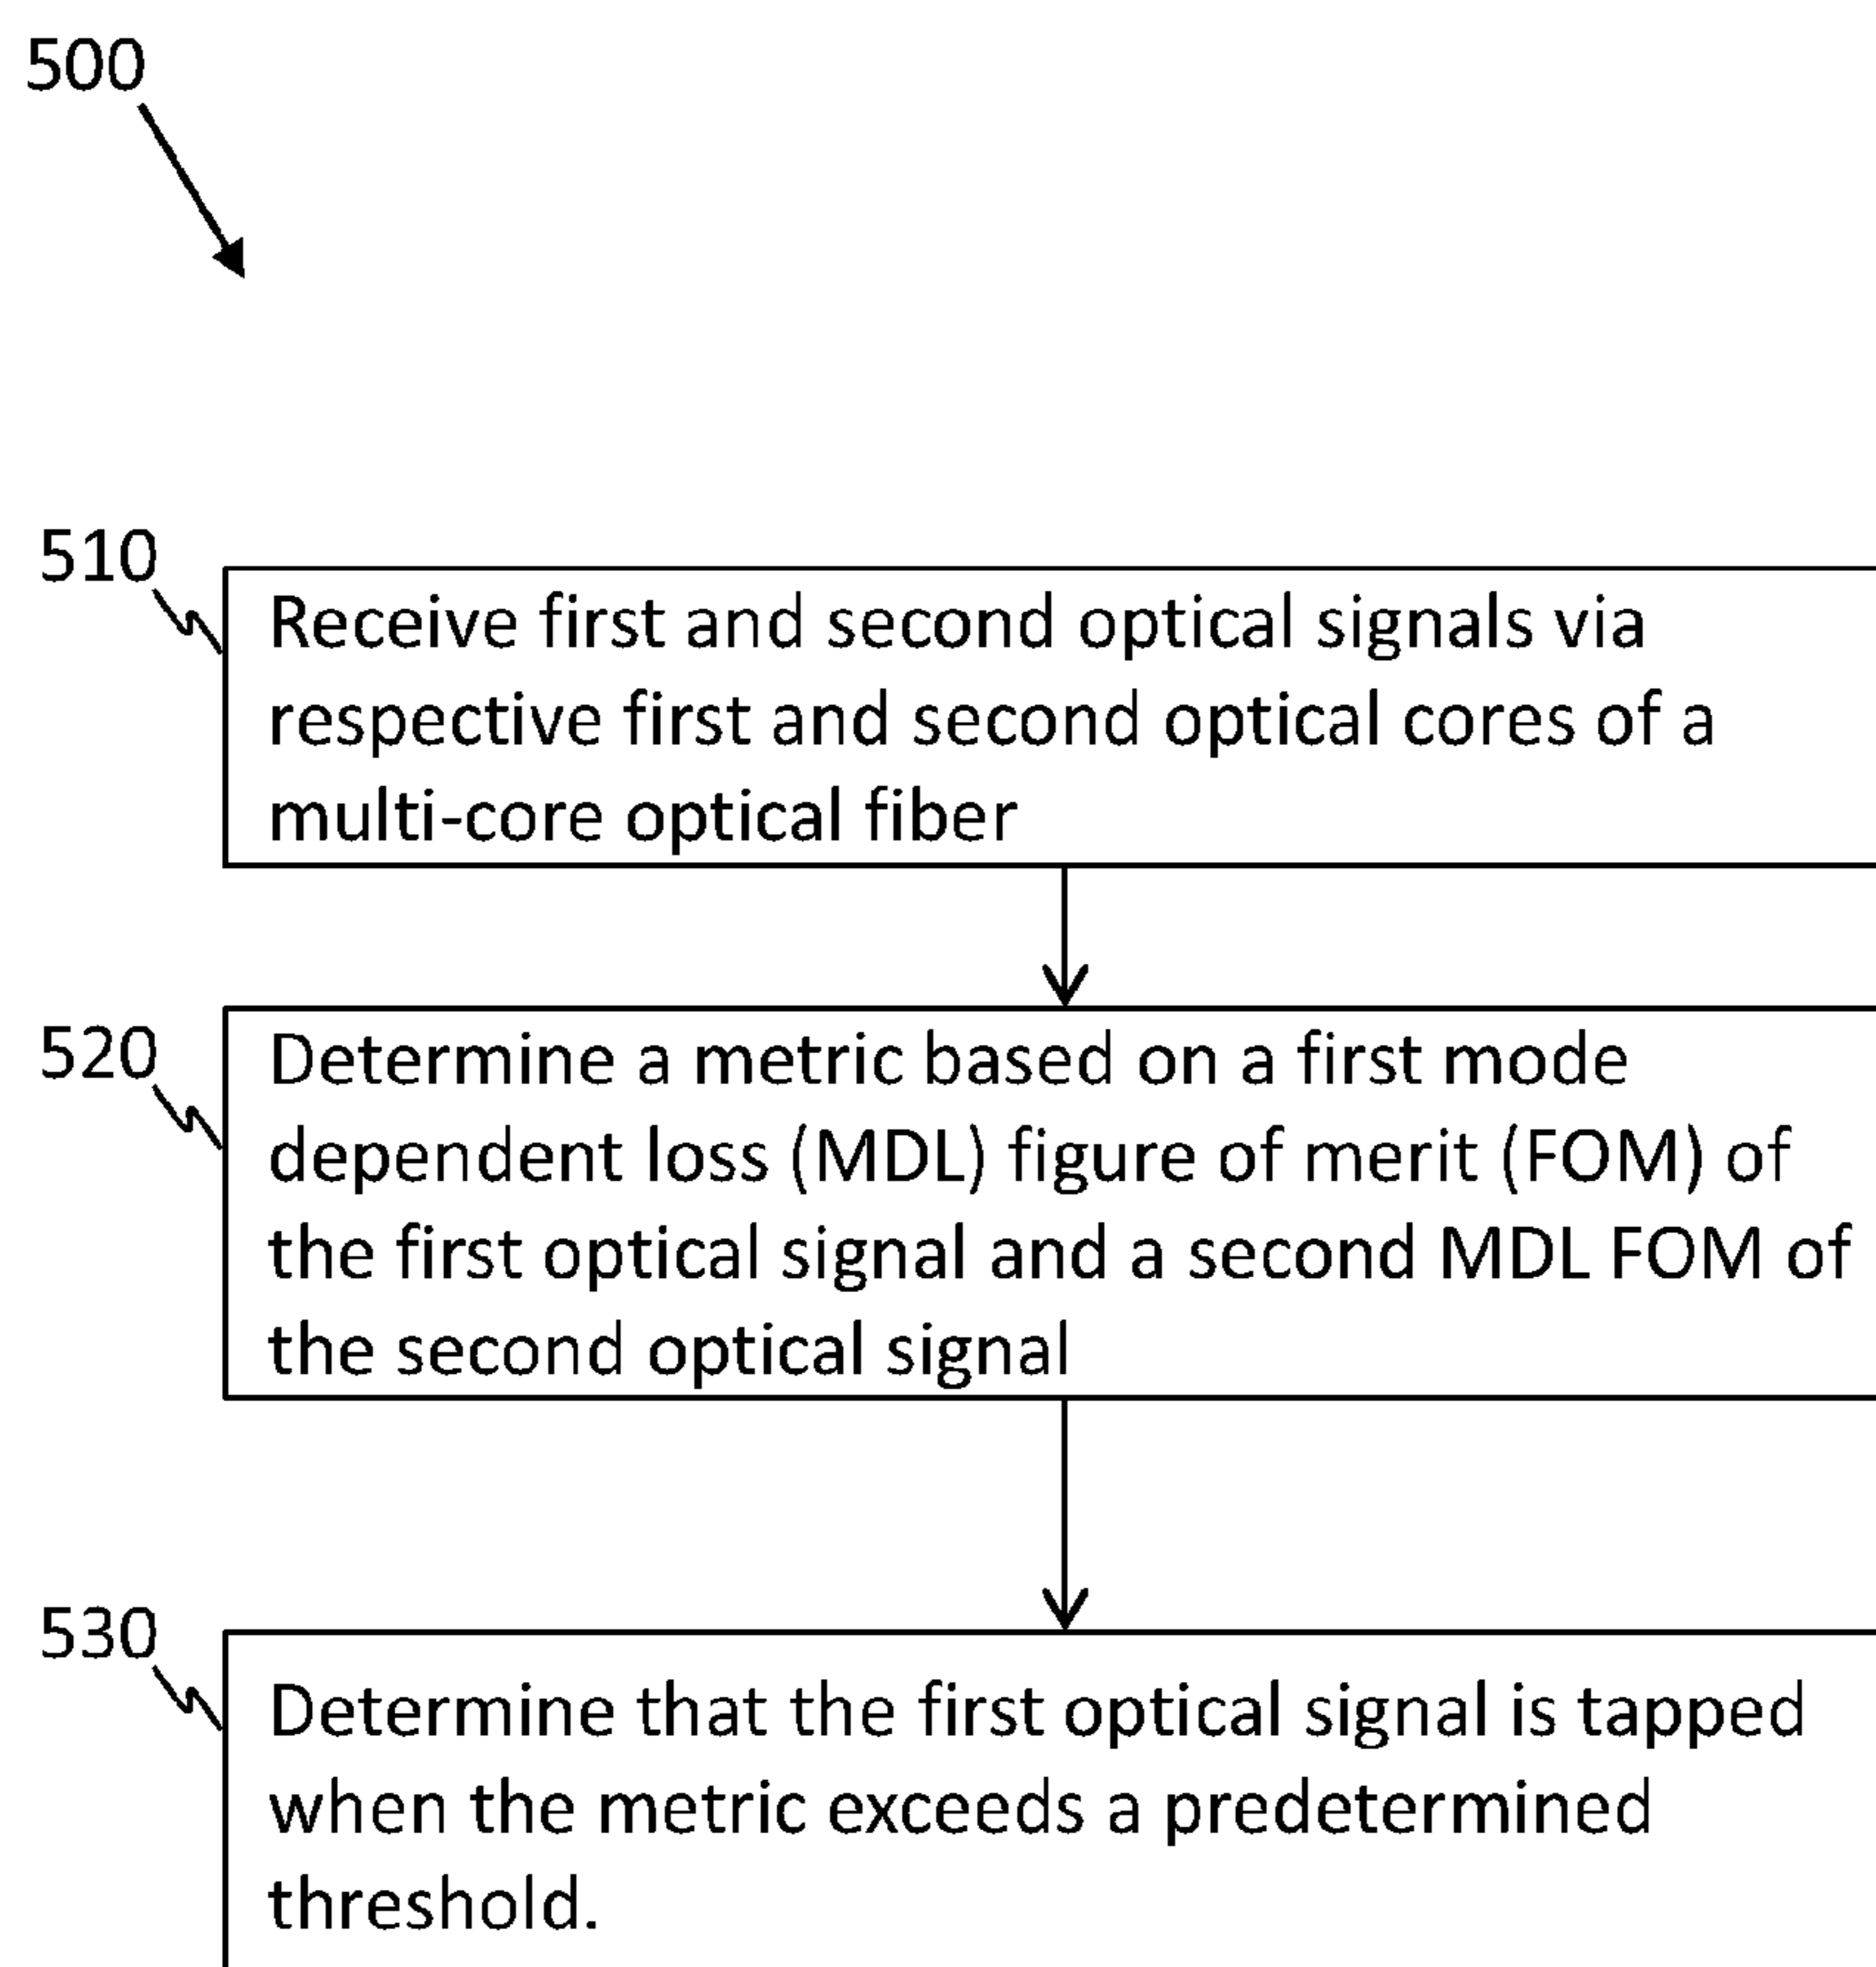 500
510
Receive first and second optical signals via
respective first and second optical cores of a
multi-core optical fiber
520
Determine a metric based on a first mode
dependent loss (MDL) figure of merit (FOM) of
the first optical signal and a second MDL FOM of
the second optical signal
530
Determine that the first optical signal is tapped
when the metric exceeds a predetermined
threshold.